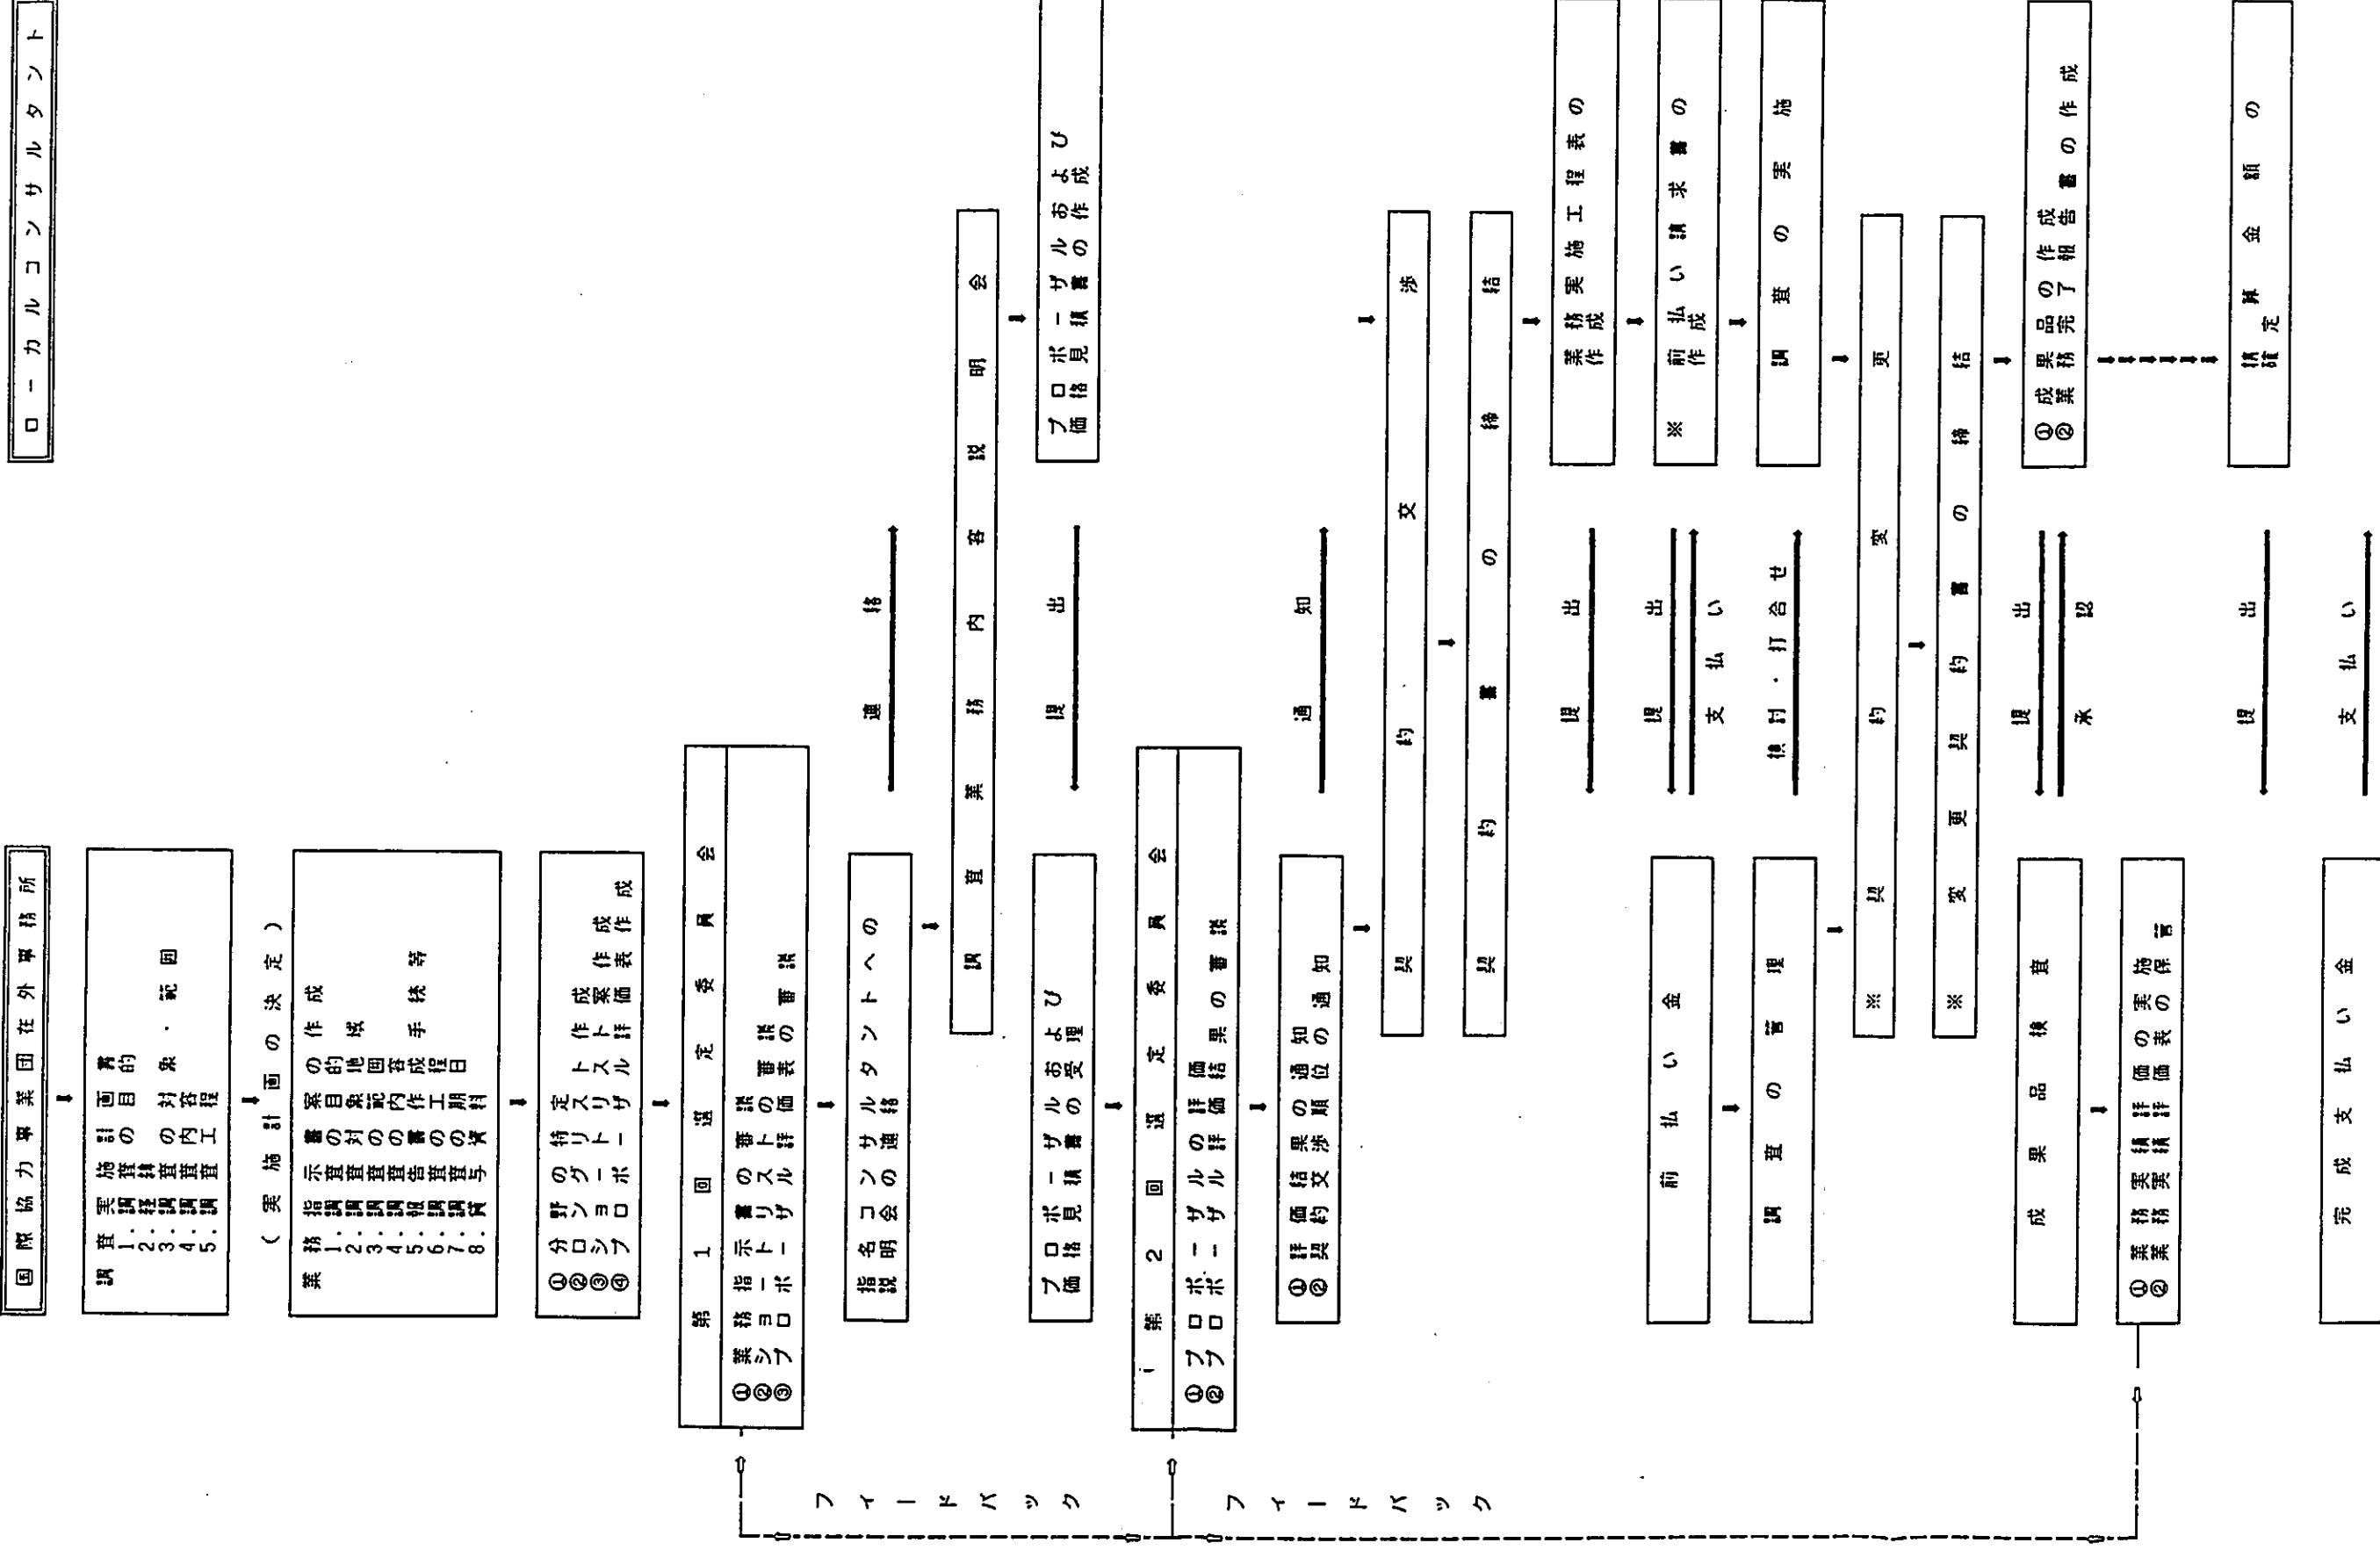 国際協力事業団在外事務所
ローカルコンサルタント
調査実施計画書
1.調査の目的
2.経緯
3.調査の対象・範囲
4.調査内容
5.調査工程
(実施計画の決定)
業務指示書案の作成
1.調査の目的
2.調査の対象地域
3.調査の範囲
4.調査の内容
5.報告書作成手続等
6.調査の工程
7.調査の期日
8.貸与資料
①分野の特定
②ロングリスト作成
③ショートリスト案作成
④プロポーザル評価表作成
第1回選定委員会
①業務指示書の審議
②ショートリストの審議
③プロポーザル評価表の審議
指名コンサルタントへの
説明会の連絡
連絡
調査業務内容説明会
プロポーザルおよび
価格見積書の作成
提出
プロポーザルおよび
価格見積書の受理
第2回選定委員会
①プロポーザルの評価
②プロポーザル評価結果の審議
フィードバック
フィードバック
①評価結果の通知
②契約交渉順位の通知
通知
契約交渉
契約書の締結
業務実施工程表の
作成
提出
※前払い請求書の
作成
提出
支払い
前払い金
調査の実施
検討・打合せ
調査の管理
※契約変更
※変更契約書の締結
①成果品の作成
②業務完了報告書の作成
提出
承認
成果品検査
①業務実績評価の実施
②業務実績評価表の保管
精算金額の
確定
提出
支払い
完成支払い金